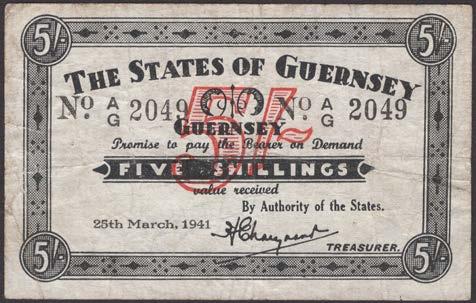 5/- 5/-
THE STATES OF GUERNSEY
No A/G 2049 No A/G 2049
GUERNSEY
5/-
Promise to pay the Bearer on Demand
FIVE SHILLINGS
value received
By Authority of the States.
25th March, 1941
TREASURER.
5/- 5/-